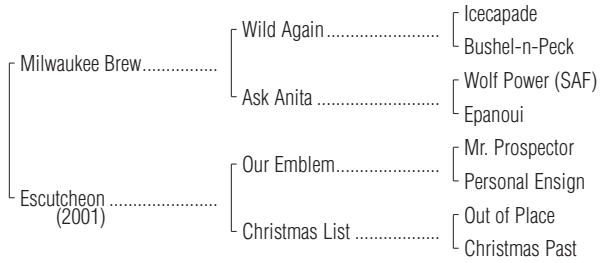 Icecapade
Wild Again
Bushel-n-Peck
Milwaukee Brew
Wolf Power (SAF)
Ask Anita
Epanoui
Mr. Prospector
Our Emblem
Personal Ensign
Escutcheon
(2001)
Out of Place
Christmas List
Christmas Past